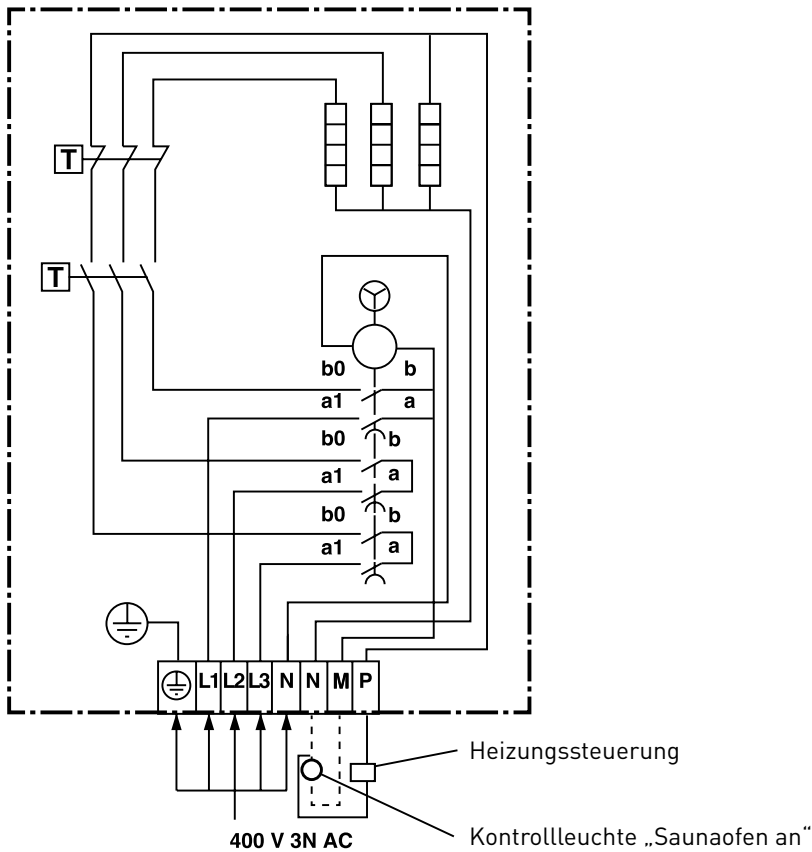 T
T
b0 b
a1 a
b0 b
a1 a
b0 b
a1 a
L1 L2 L3 N N M P
Heizungssteuerung
400 V 3N AC
Kontrollleuchte „Saunaofen an“